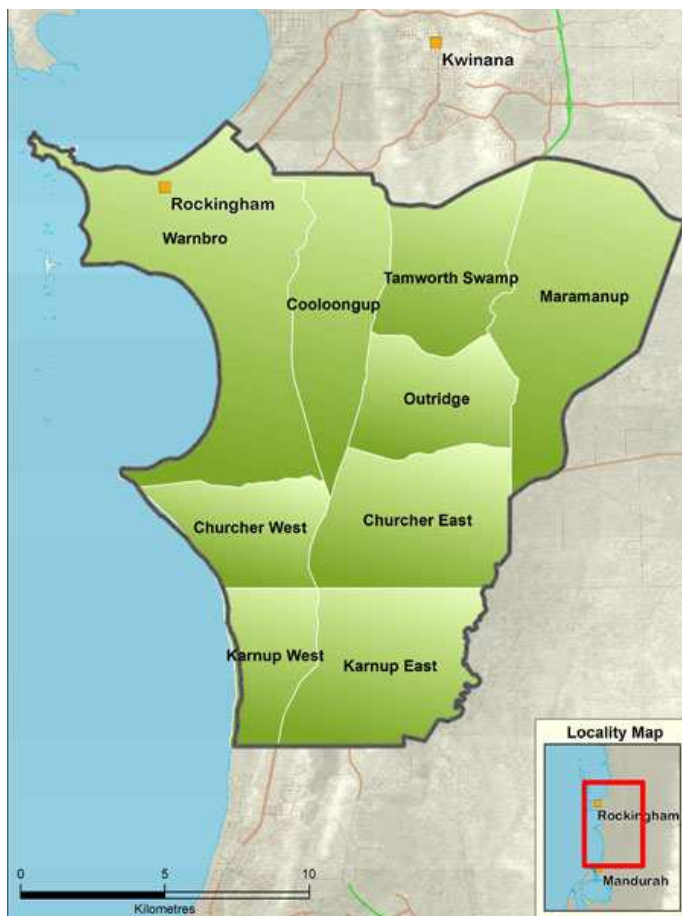 Kwinana
Rockingham
Warnbro
Tamworth Swamp
Cooloongup
Maramanup
Outridge
Churcher West
Churcher East
Karnup West
Karnup East
Locality Map
Rockingham
Mandurah
0 5 10
Kilometres